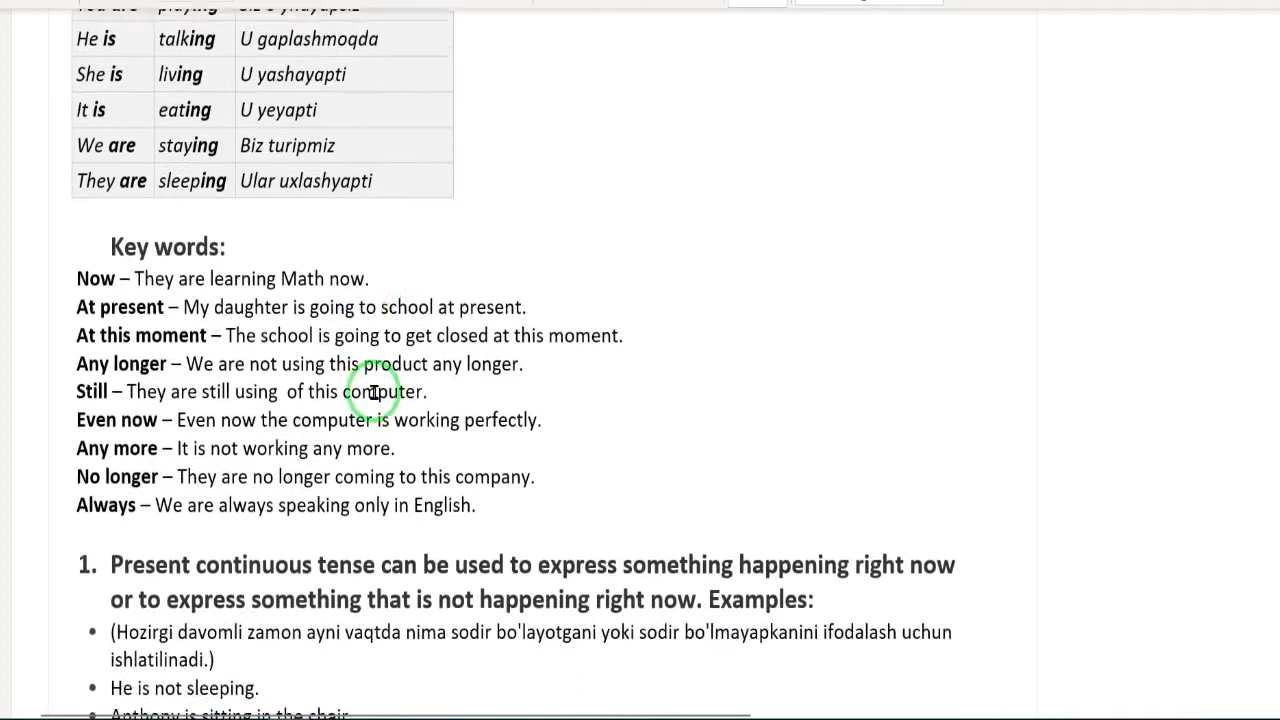 He is talking U gaplashmoqda
She is living U yashayapti
It is eating U yeyapti
We are staying Biz turipmiz
They are sleeping Ular uxlashyapti
Key words:
Now – They are learning Math now.
At present – My daughter is going to school at present.
At this moment – The school is going to get closed at this moment.
Any longer – We are not using this product any longer.
Still – They are still using  of this computer.
Even now – Even now the computer is working perfectly.
Any more – It is not working any more.
No longer – They are no longer coming to this company.
Always – We are always speaking only in English.
1. Present continuous tense can be used to express something happening right now
or to express something that is not happening right now. Examples:
• (Hozirgi davomli zamon ayni vaqtda nima sodir bo'layotgani yoki sodir bo'lmayapkanini ifodalash uchun
ishlatilinadi.)
• He is not sleeping.
• Anthony is sitting in the chair